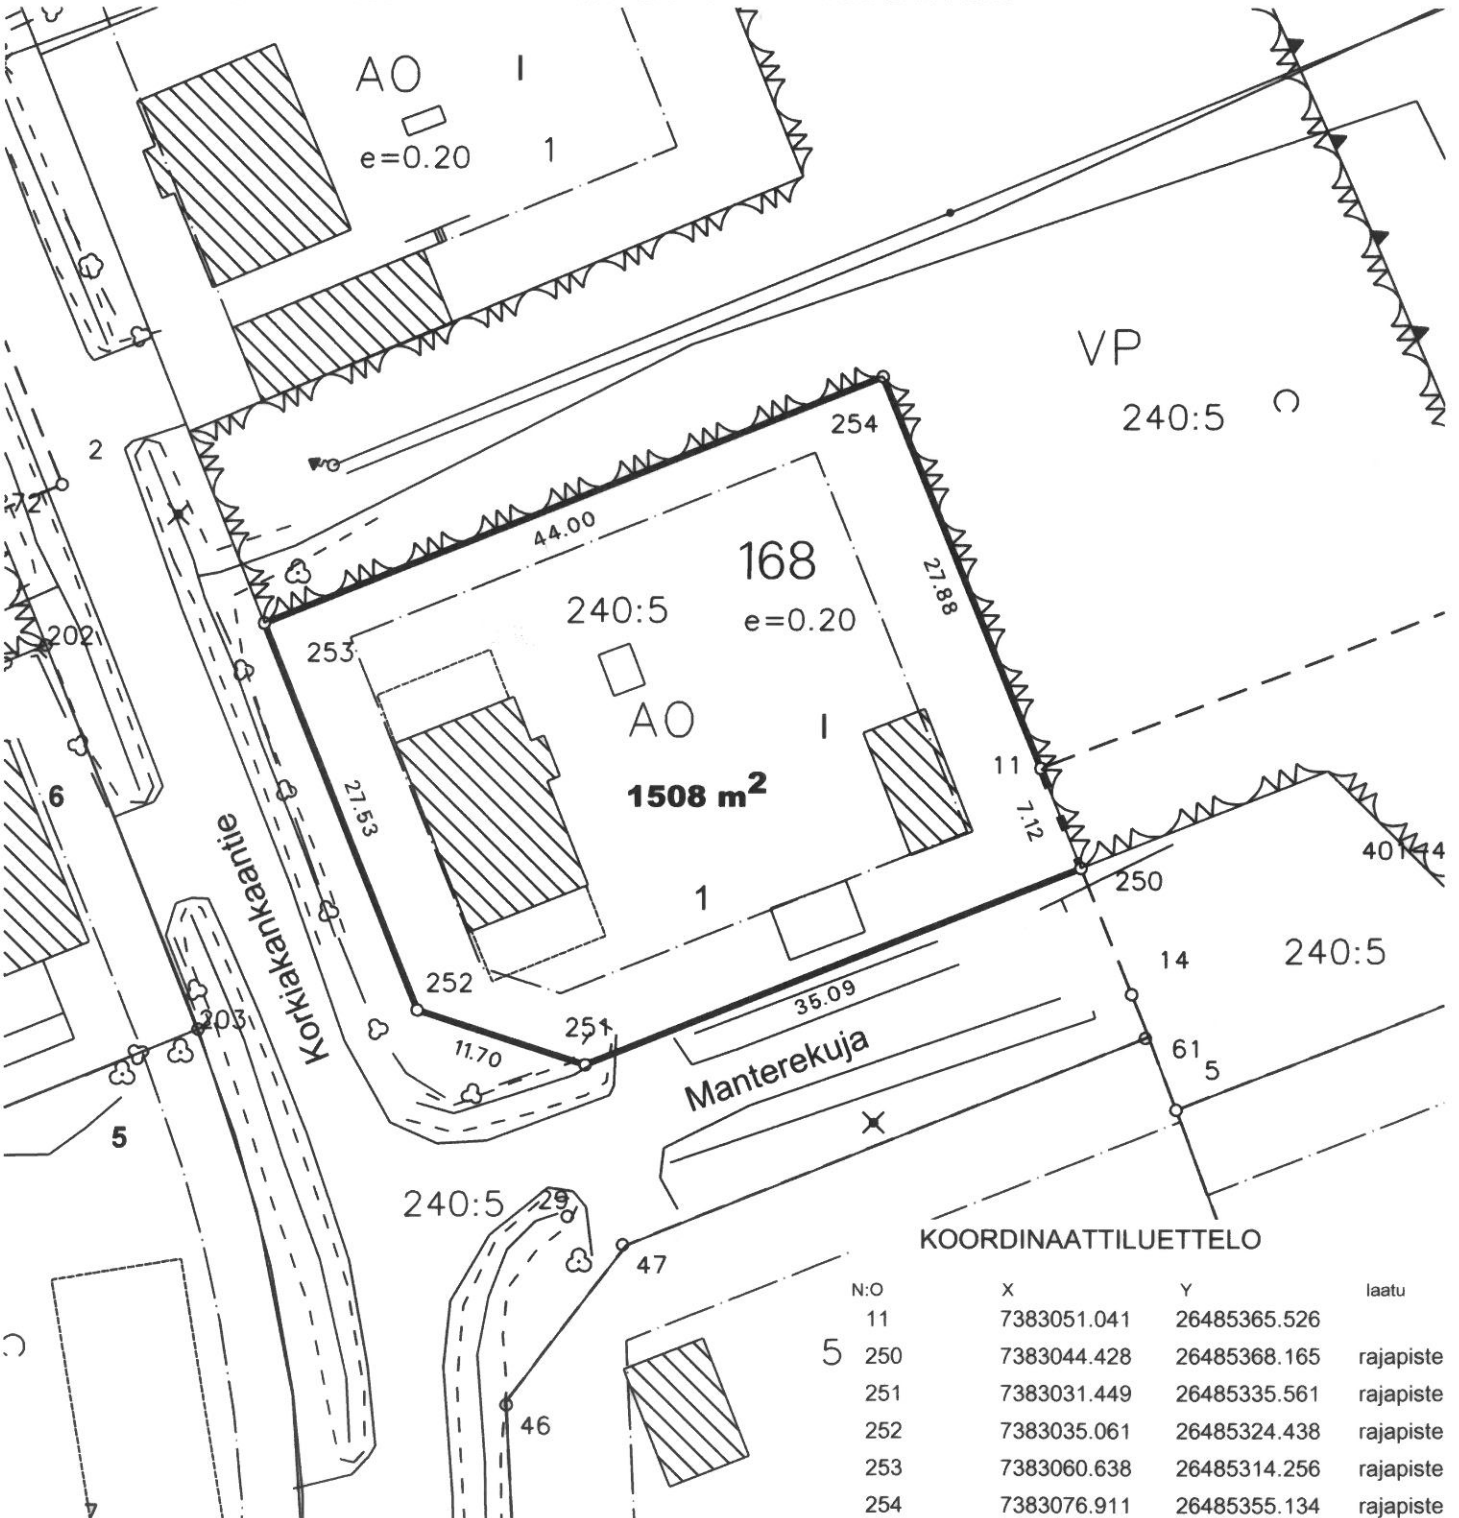 AO
I
e=0.20
1
VP
240:5
2
254
44.00
168
e=0.20
27.88
240:5
202
253
AO
I
11
1508 m²
7.12
6
27.53
Korkiakankaantie
250
1
14
240:5
252
35.09
203
251
11.70
Manterekuja
61
5
5
240:5
29
47
46
KOORDINAATTILUETTELO
N:O X Y laatu
11 7383051.041 26485365.526
5
250 7383044.428 26485368.165 rajapiste
251 7383031.449 26485335.561 rajapiste
252 7383035.061 26485324.438 rajapiste
253 7383060.638 26485314.256 rajapiste
254 7383076.911 26485355.134 rajapiste
7